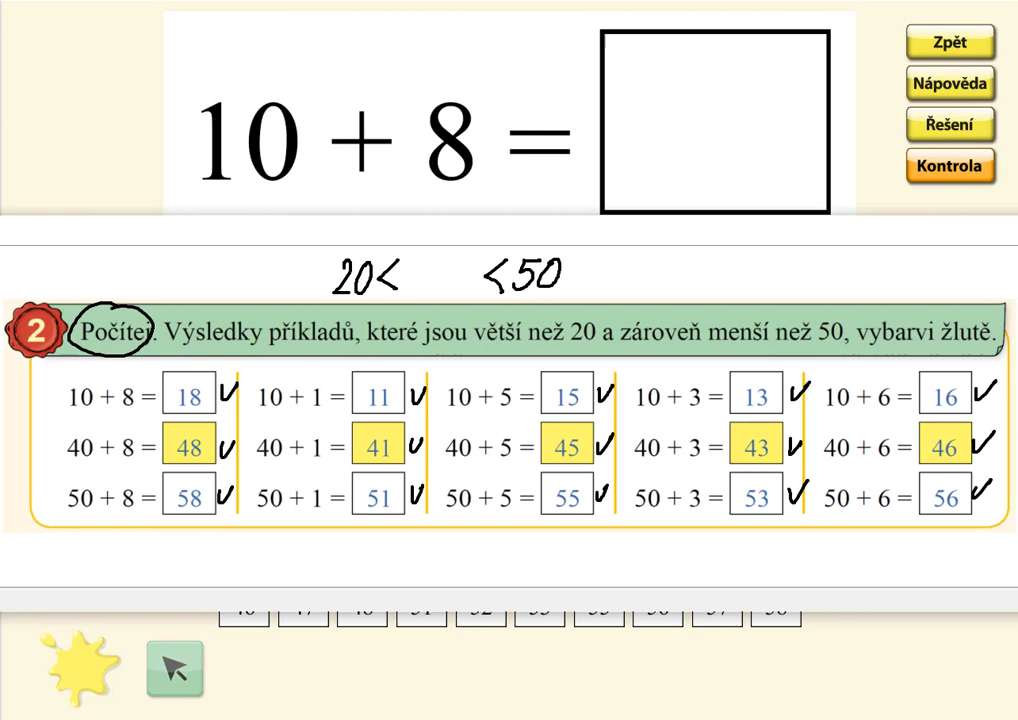 10 + 8 =
Zpět
Nápověda
Řešení
Kontrola
20< <50
2 Počítej. Výsledky příkladů, které jsou větší než 20 a zároveň menší než 50, vybarvi žlutě.
10 + 8 = 18 10 + 1 = 11 10 + 5 = 15 10 + 3 = 13 10 + 6 = 16
40 + 8 = 48 40 + 1 = 41 40 + 5 = 45 40 + 3 = 43 40 + 6 = 46
50 + 8 = 58 50 + 1 = 51 50 + 5 = 55 50 + 3 = 53 50 + 6 = 56